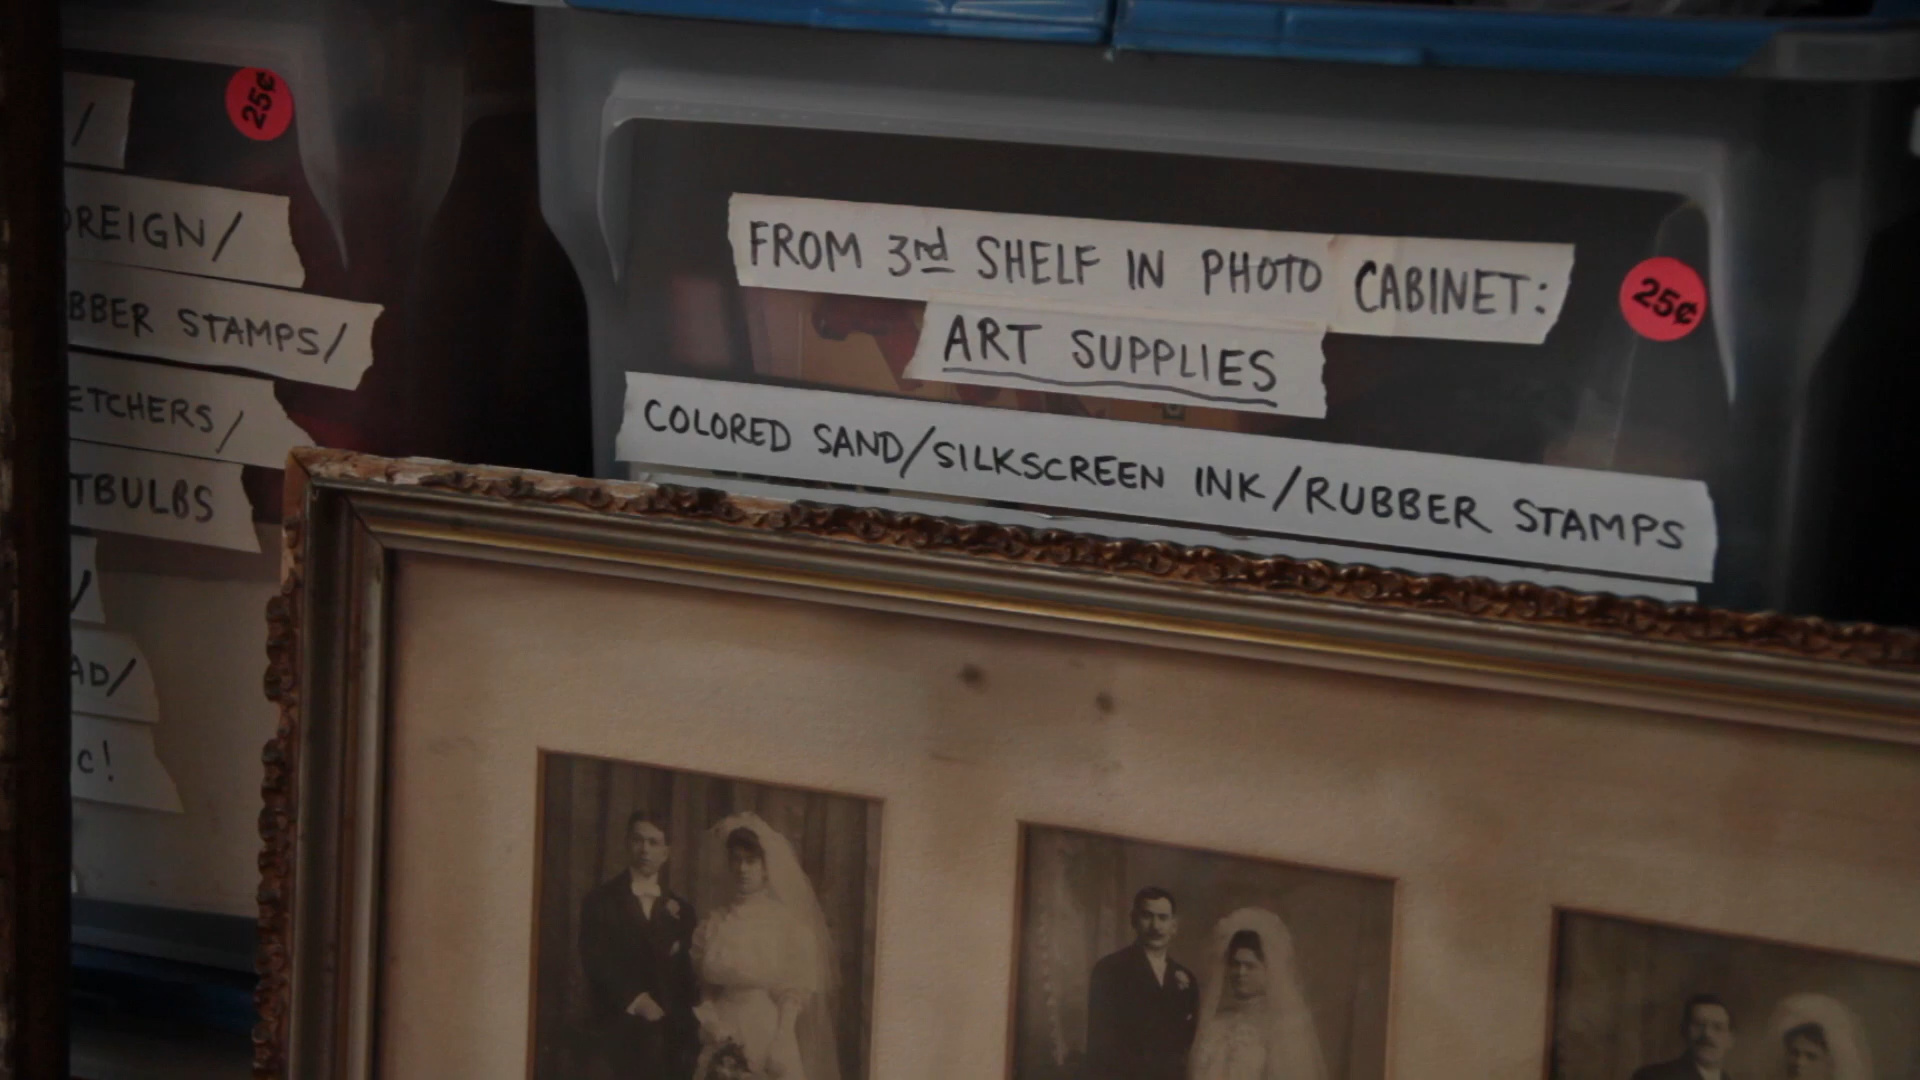 25¢
/
OREIGN/
BBER STAMPS/
ETCHERS/
TBULBS
/
AD/
C!
FROM 3rd SHELF IN PHOTO CABINET:
25¢
ART SUPPLIES
COLORED SAND/SILKSCREEN INK/RUBBER STAMPS